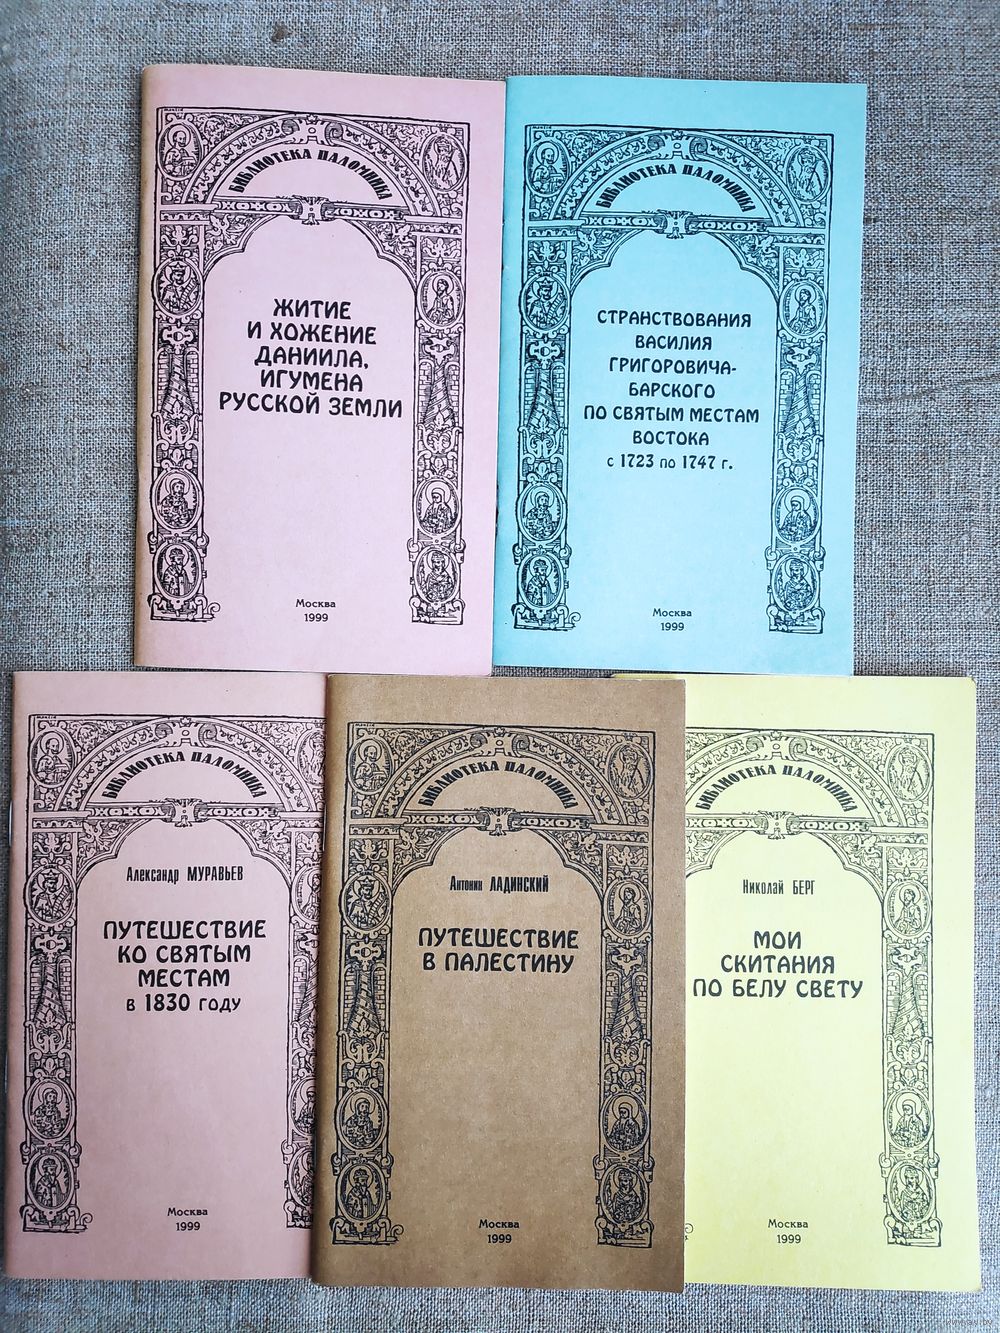 БИБЛИОТЕКА ПАЛОМНИКА
ЖИТИЕ
И ХОЖЕНИЕ
ДАНИИЛА,
ИГУМЕНА
РУССКОЙ ЗЕМЛИ
Москва
1999
БИБЛИОТЕКА ПАЛОМНИКА
СТРАНСТВОВАНИЯ
ВАСИЛИЯ
ГРИГОРОВИЧА-
БАРСКОГО
ПО СВЯТЫМ МЕСТАМ
ВОСТОКА
с 1723 по 1747 г.
Москва
1999
БИБЛИОТЕКА ПАЛОМНИКА
Александр МУРАВЬЕВ
ПУТЕШЕСТВИЕ
КО СВЯТЫМ
МЕСТАМ
В 1830 ГОДУ
Москва
1999
БИБЛИОТЕКА ПАЛОМНИКА
Антонин ЛАДИНСКИЙ
ПУТЕШЕСТВИЕ
В ПАЛЕСТИНУ
Москва
1999
БИБЛИОТЕКА ПАЛОМНИКА
Николай БЕРГ
МОИ
СКИТАНИЯ
ПО БЕЛУ СВЕТУ
Москва
1999